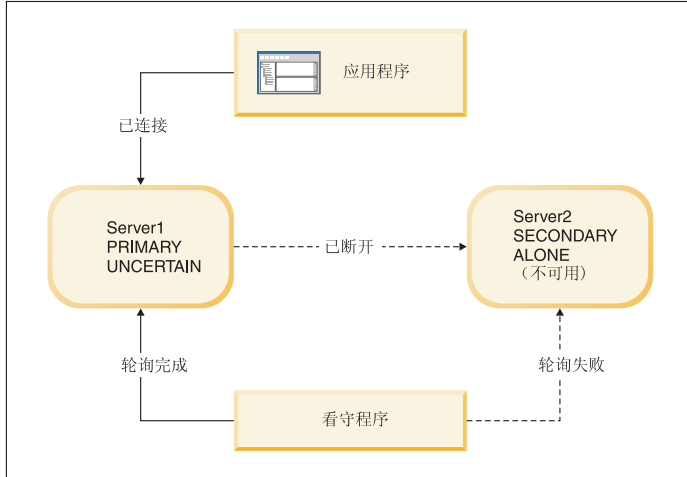 应用程序
已连接
Server1
PRIMARY
UNCERTAIN
已断开
Server2
SECONDARY
ALONE
（不可用）
轮询完成
轮询失败
看守程序